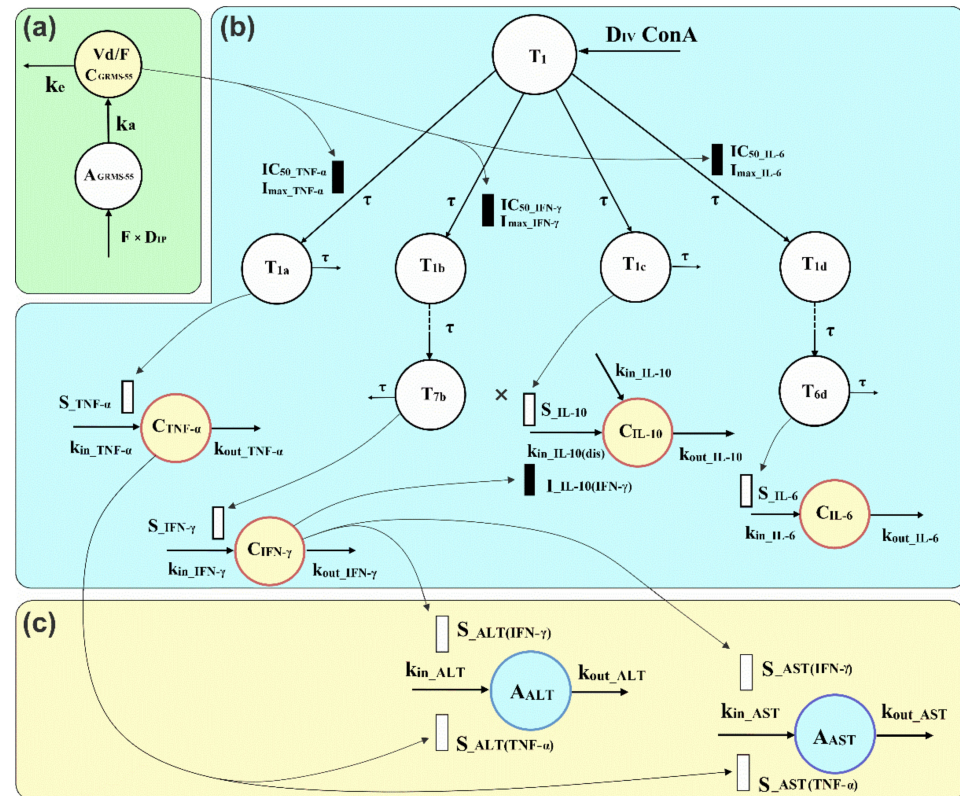 (a)
Vd/F
C GRMS-55
ke
ka
A GRMS-55
F × DIP
(b)
T1
DIV ConA
IC50_TNF-α
Imax_TNF-α
IC50_IFN-γ
Imax_IFN-γ
IC50_IL-6
Imax_IL-6
τ
τ
τ
τ
T1a
τ
T1b
T1c
τ
T1d
τ
τ
T7b
τ
×
T6d
τ
S_TNF-α
kin_TNF-α
CTNF-α
kout_TNF-α
kin_IL-10
S_IL-10
kin_IL-10(dis)
CIL-10
kout_IL-10
I_IL-10(IFN-γ)
S_IFN-γ
kin_IFN-γ
CIFN-γ
kout_IFN-γ
S_IL-6
kin_IL-6
CIL-6
kout_IL-6
(c)
S_ALT(IFN-γ)
kin_ALT
AALT
kout_ALT
S_ALT(TNF-α)
S_AST(IFN-γ)
kin_AST
AAST
kout_AST
S_AST(TNF-α)